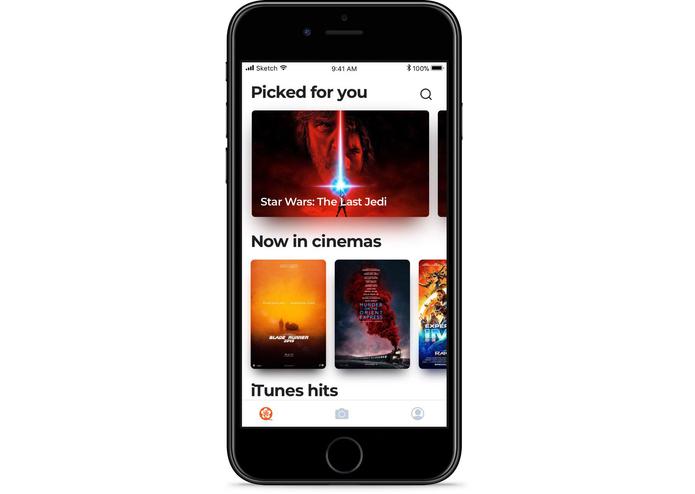 Sketch 9:41 AM 100%
Picked for you
Star Wars: The Last Jedi
Now in cinemas
BLADE RUNNER
2049
MURDER
ON THE
ORIENT
EXPRESS
iTunes hits